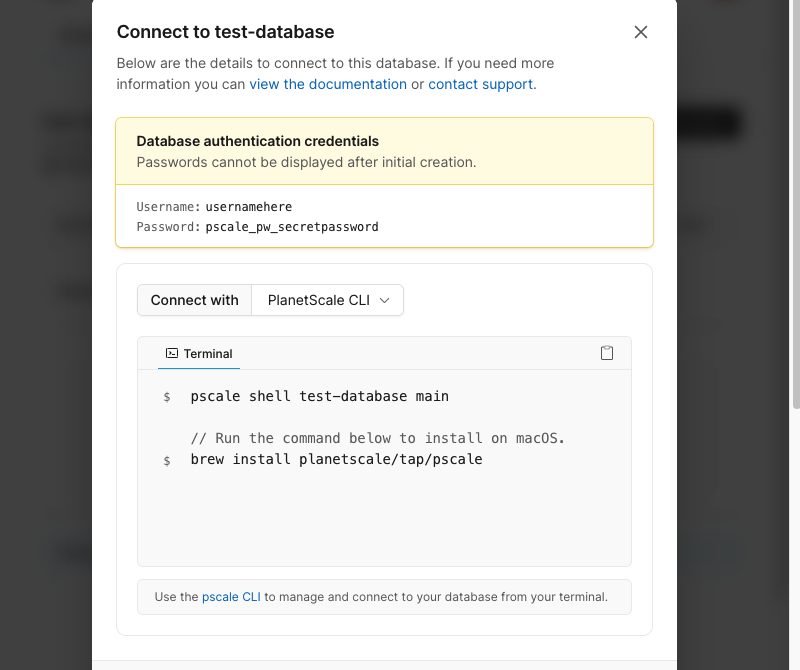 Connect to test-database
Below are the details to connect to this database. If you need more
information you can view the documentation or contact support.
Database authentication credentials
Passwords cannot be displayed after initial creation.
Username: usernamehere
Password: pscale_pw_secretpassword
Connect with PlanetScale CLI
Terminal
$ pscale shell test-database main
// Run the command below to install on macOS.
$ brew install planetscale/tap/pscale
Use the pscale CLI to manage and connect to your database from your terminal.